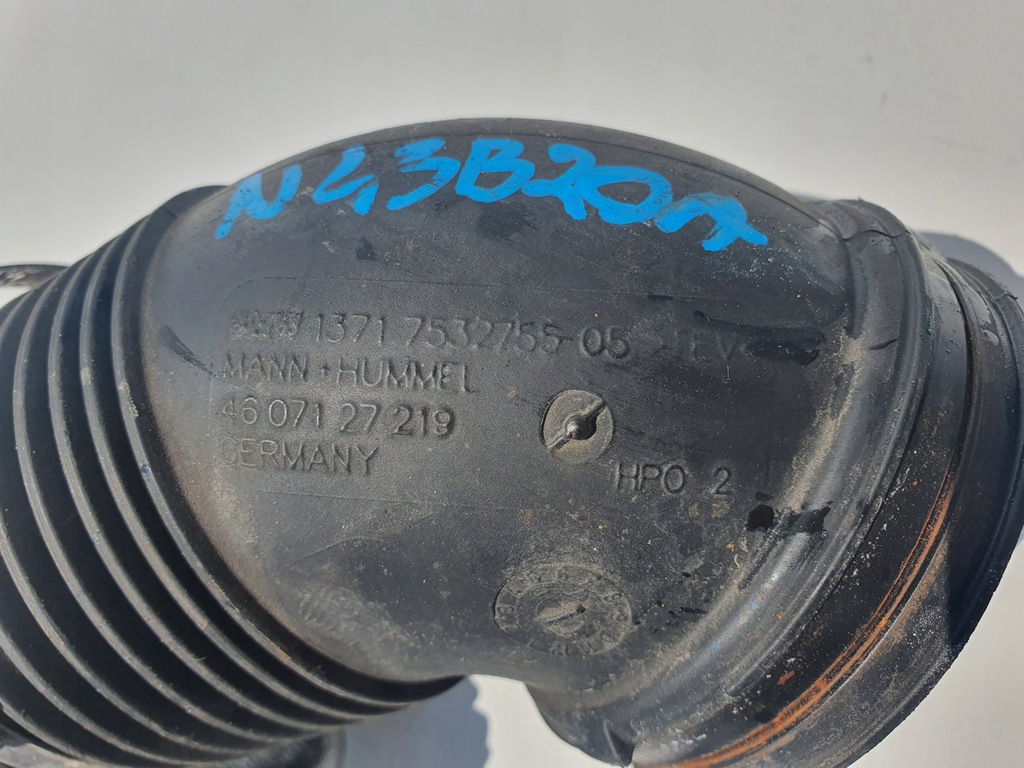 N43B20A
1371 7532755-05
MANN+HUMMEL
46 071 27 219
GERMANY
HPO 2